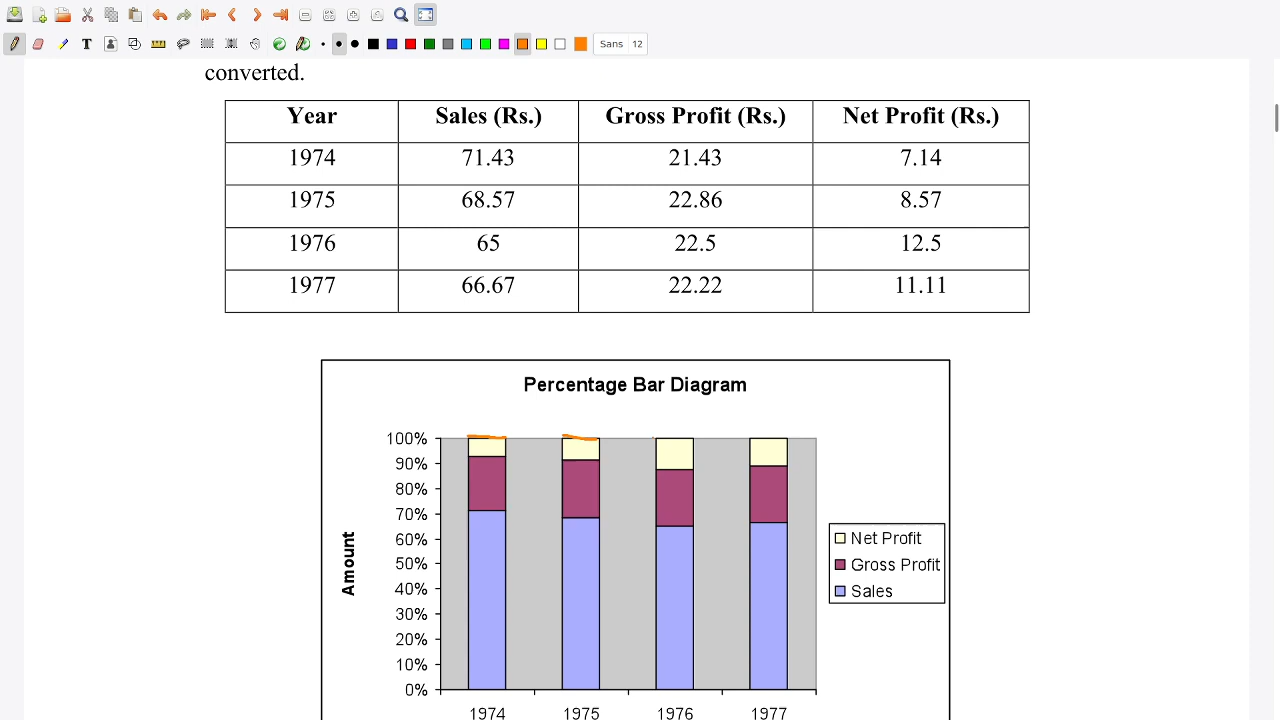 T
Sans 12
converted.
Year Sales (Rs.) Gross Profit (Rs.) Net Profit (Rs.)
1974 71.43 21.43 7.14
1975 68.57 22.86 8.57
1976 65 22.5 12.5
1977 66.67 22.22 11.11
Percentage Bar Diagram
100%
90%
80%
70%
60%
50%
40%
30%
20%
10%
0%
Amount
1974 1975 1976 1977
Net Profit
Gross Profit
Sales